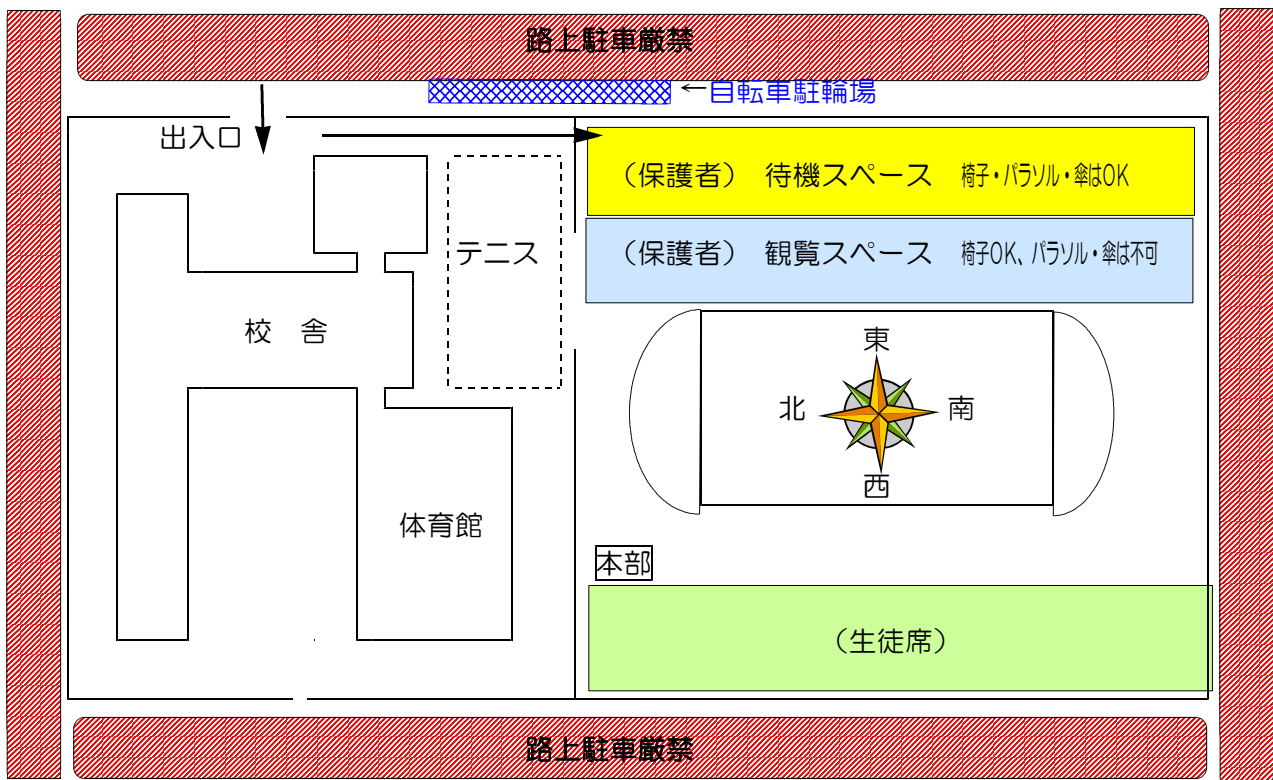 路上駐車厳禁
←自転車駐輪場
出入口
（保護者）　待機スペース　椅子・パラソル・傘はOK
テニス
（保護者）　観覧スペース　椅子OK、パラソル・傘は不可
校　舎
東
北
南
西
体育館
本部
（生徒席）
路上駐車厳禁